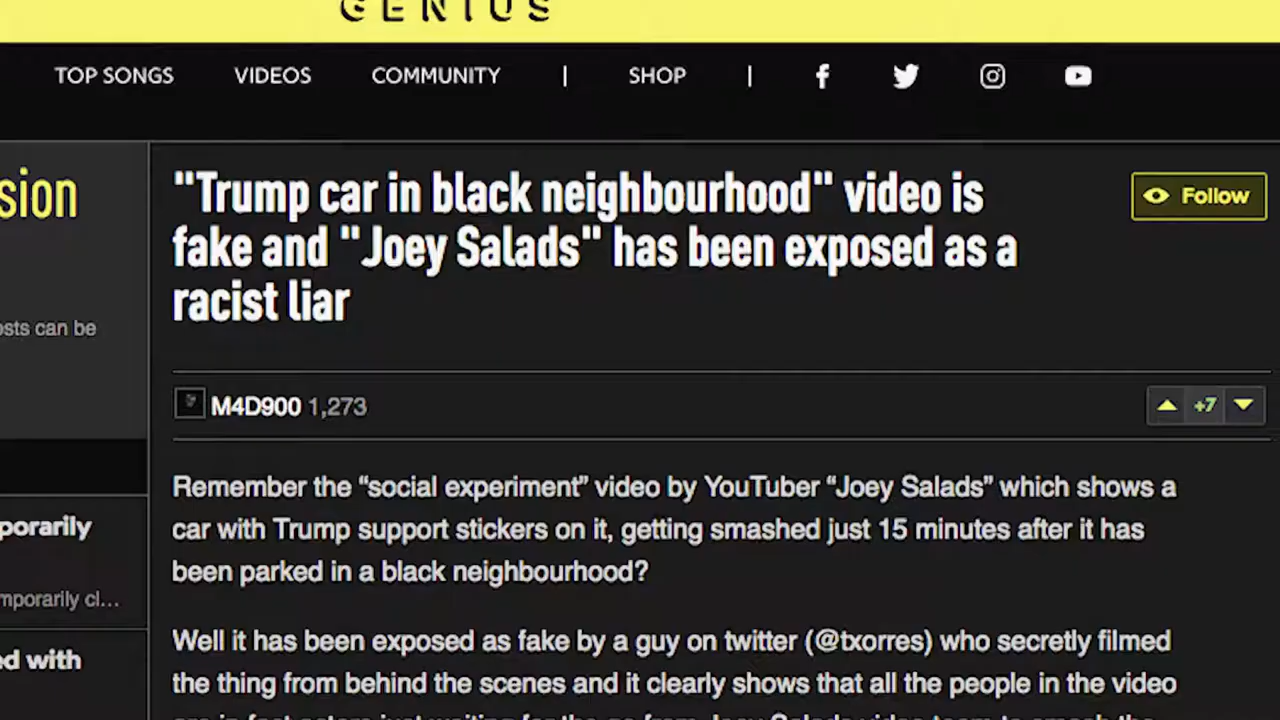 GENIUS
TOP SONGS VIDEOS COMMUNITY | SHOP |
sion
"Trump car in black neighbourhood" video is
fake and "Joey Salads" has been exposed as a
racist liar
Follow
osts can be
M4D900 1,273
+7
Remember the “social experiment” video by YouTuber “Joey Salads” which shows a
porarily
car with Trump support stickers on it, getting smashed just 15 minutes after it has
been parked in a black neighbourhood?
mporarily cl...
Well it has been exposed as fake by a guy on twitter (@txorres) who secretly filmed
ed with
the thing from behind the scenes and it clearly shows that all the people in the video